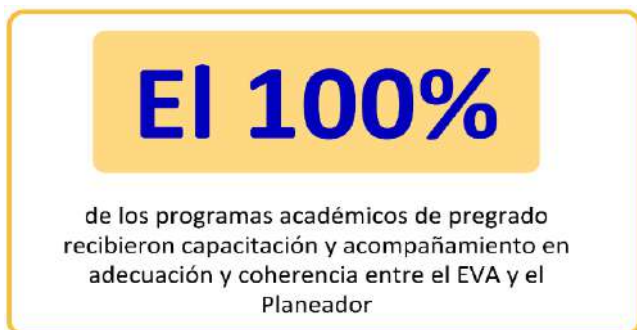 El 100%
de los programas académicos de pregrado
recibieron capacitación y acompañamiento en
adecuación y coherencia entre el EVA y el
Planeador